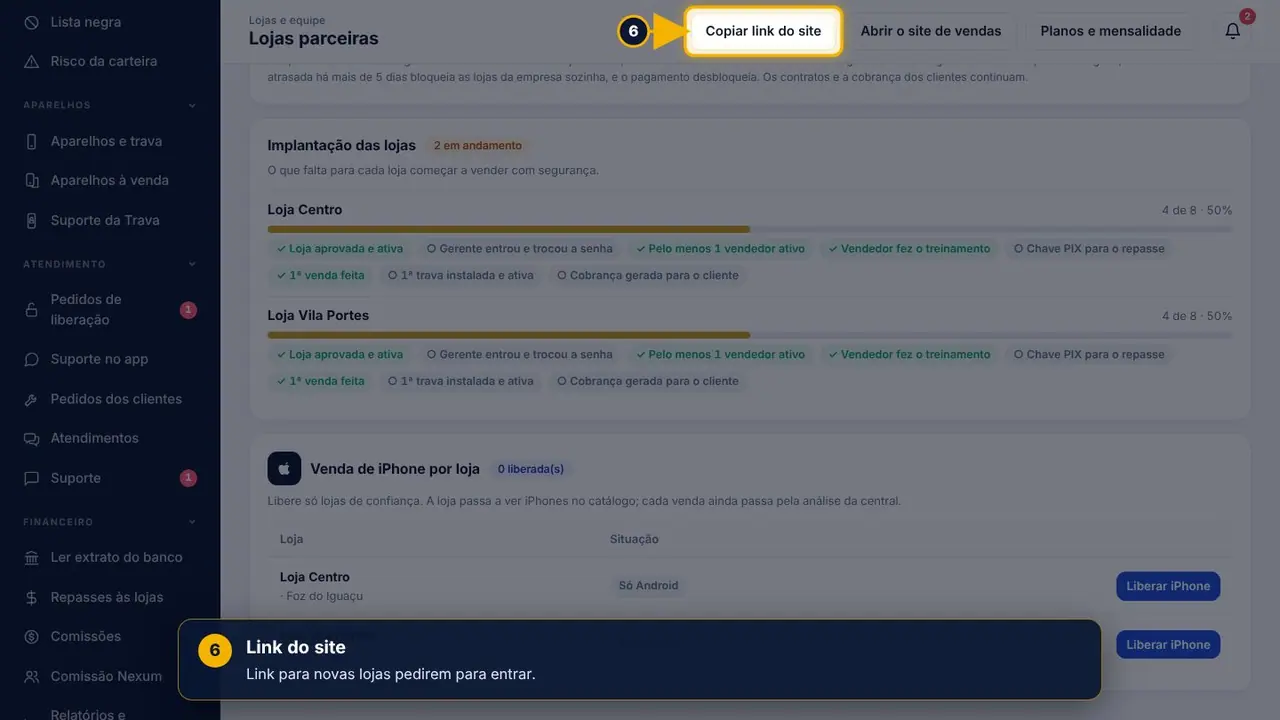 Lista negra
Risco da carteira
APARELHOS
Aparelhos e trava
Aparelhos à venda
Suporte da Trava
ATENDIMENTO
Pedidos de
liberação
1
Suporte no app
Pedidos dos clientes
Atendimentos
Suporte
1
FINANCEIRO
Ler extrato do banco
Repasses às lojas
Comissões
Comissão Nexum
Relatórios e
Lojas e equipe
Lojas parceiras
6
Copiar link do site
Abrir o site de vendas
Planos e mensalidade
2
atrasada há mais de 5 dias bloqueia as lojas da empresa sozinha, e o pagamento desbloqueia. Os contratos e a cobrança dos clientes continuam.
Implantação das lojas
2 em andamento
O que falta para cada loja começar a vender com segurança.
Loja Centro
4 de 8 · 50%
✓ Loja aprovada e ativa
○ Gerente entrou e trocou a senha
✓ Pelo menos 1 vendedor ativo
✓ Vendedor fez o treinamento
○ Chave PIX para o repasse
✓ 1ª venda feita
○ 1ª trava instalada e ativa
○ Cobrança gerada para o cliente
Loja Vila Portes
4 de 8 · 50%
✓ Loja aprovada e ativa
○ Gerente entrou e trocou a senha
✓ Pelo menos 1 vendedor ativo
✓ Vendedor fez o treinamento
○ Chave PIX para o repasse
✓ 1ª venda feita
○ 1ª trava instalada e ativa
○ Cobrança gerada para o cliente
Venda de iPhone por loja
0 liberada(s)
Libere só lojas de confiança. A loja passa a ver iPhones no catálogo; cada venda ainda passa pela análise da central.
Loja
Situação
Loja Centro
· Foz do Iguaçu
Só Android
Liberar iPhone
Liberar iPhone
6
Link do site
Link para novas lojas pedirem para entrar.